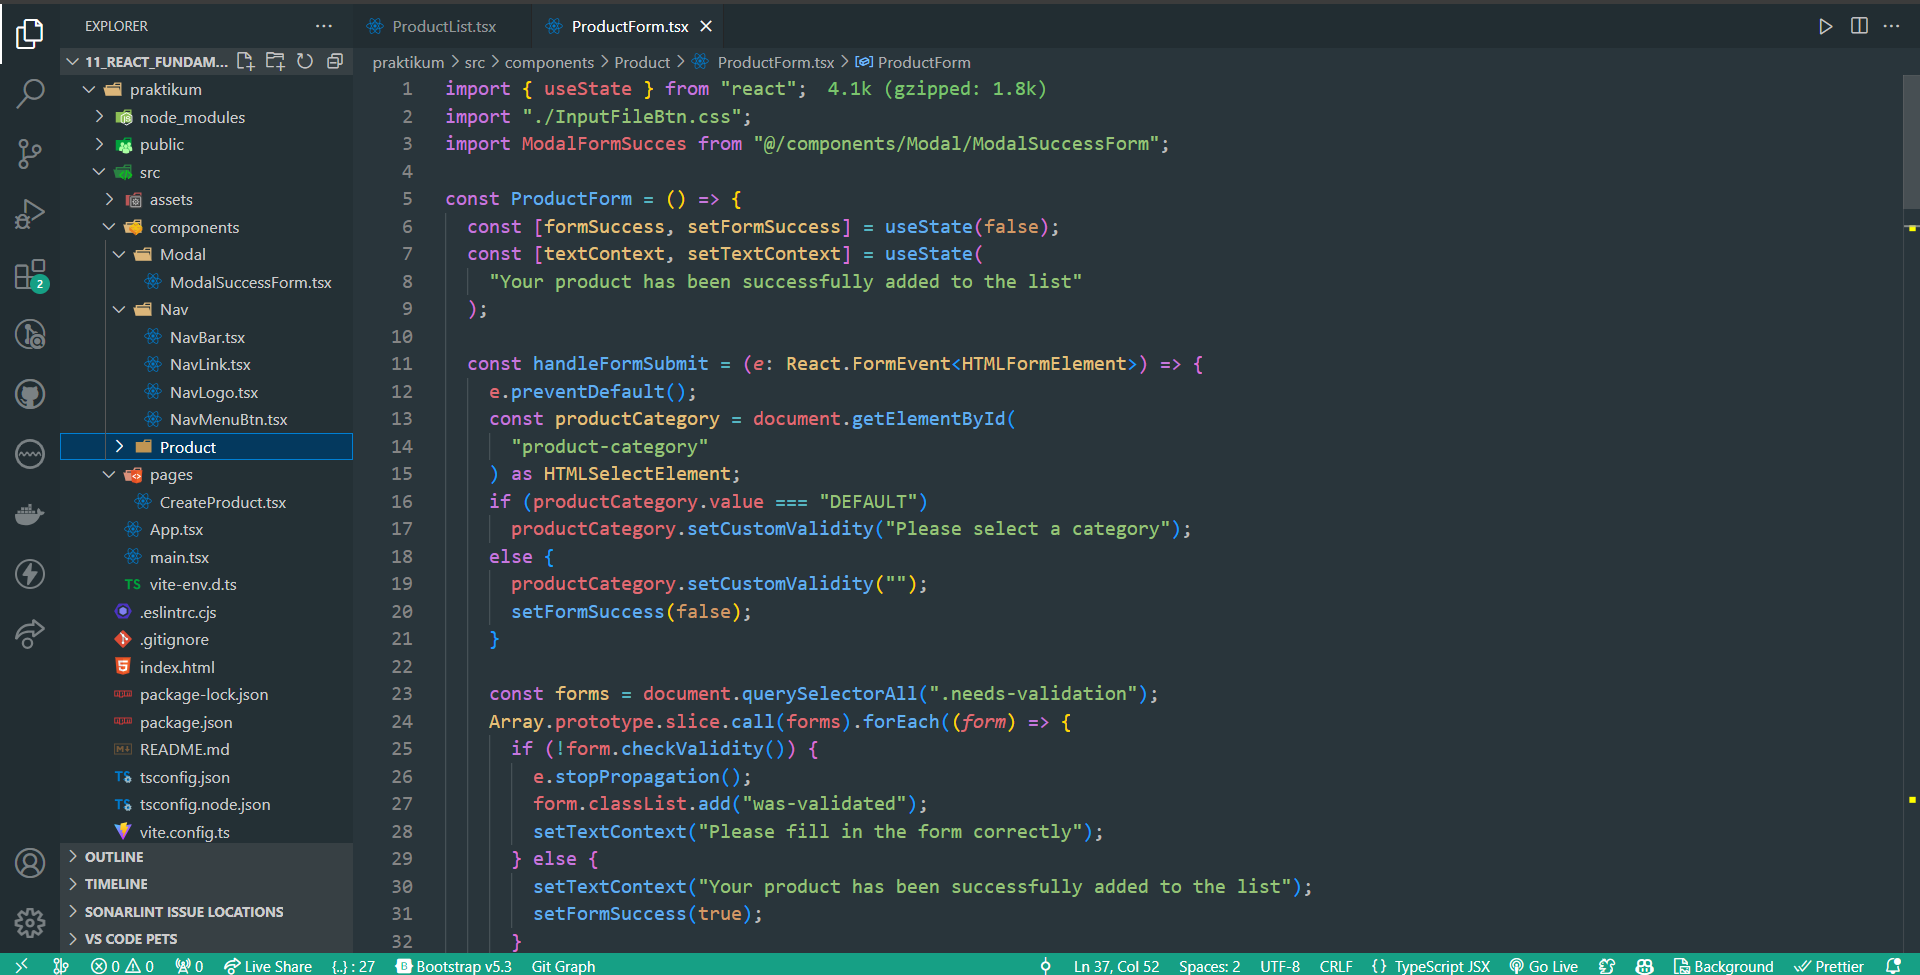 EXPLORER
11_REACT_FUNDAM...
praktikum
node_modules
public
src
assets
components
Modal
ModalSuccessForm.tsx
Nav
NavBar.tsx
NavLink.tsx
NavLogo.tsx
NavMenuBtn.tsx
Product
pages
CreateProduct.tsx
App.tsx
main.tsx
TS vite-env.d.ts
.eslintrc.cjs
.gitignore
index.html
package-lock.json
package.json
README.md
tsconfig.json
tsconfig.node.json
vite.config.ts
OUTLINE
TIMELINE
SONARLINT ISSUE LOCATIONS
VS CODE PETS
2
ProductList.tsx
ProductForm.tsx
praktikum > src > components > Product > ProductForm.tsx > ProductForm
1 import { useState } from "react"; 4.1k (gzipped: 1.8k)
2 import "./InputFileBtn.css";
3 import ModalFormSucces from "@/components/Modal/ModalSuccessForm";
4
5 const ProductForm = () => {
6 const [formSuccess, setFormSuccess] = useState(false);
7 const [textContext, setTextContext] = useState(
8 "Your product has been successfully added to the list"
9 );
10
11 const handleFormSubmit = (e: React.FormEvent<HTMLFormElement>) => {
12 e.preventDefault();
13 const productCategory = document.getElementById(
14 "product-category"
15 ) as HTMLSelectElement;
16 if (productCategory.value === "DEFAULT")
17 productCategory.setCustomValidity("Please select a category");
18 else {
19 productCategory.setCustomValidity("");
20 setFormSuccess(false);
21 }
22
23 const forms = document.querySelectorAll(".needs-validation");
24 Array.prototype.slice.call(forms).forEach((form) => {
25 if (!form.checkValidity()) {
26 e.stopPropagation();
27 form.classList.add("was-validated");
28 setTextContext("Please fill in the form correctly");
29 } else {
30 setTextContext("Your product has been successfully added to the list");
31 setFormSuccess(true);
32 }
0 0 0 Live Share {..} : 27 B Bootstrap v5.3 Git Graph Ln 37, Col 52 Spaces: 2 UTF-8 CRLF {} TypeScript JSX Go Live Background Prettier